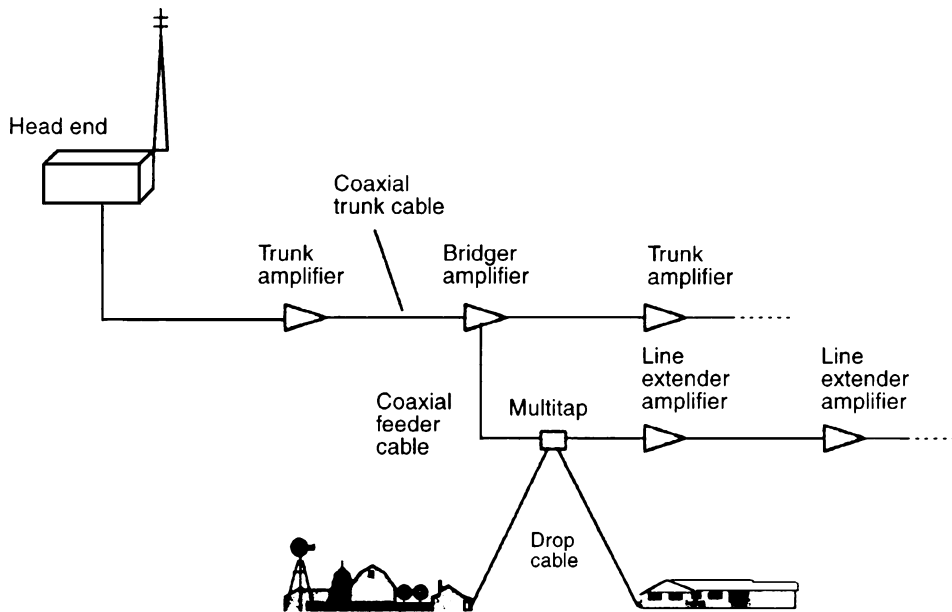 Head end
Coaxial
trunk cable
Trunk
amplifier
Bridger
amplifier
Trunk
amplifier
Coaxial
feeder
cable
Multitap
Line
extender
amplifier
Line
extender
amplifier
Drop
cable